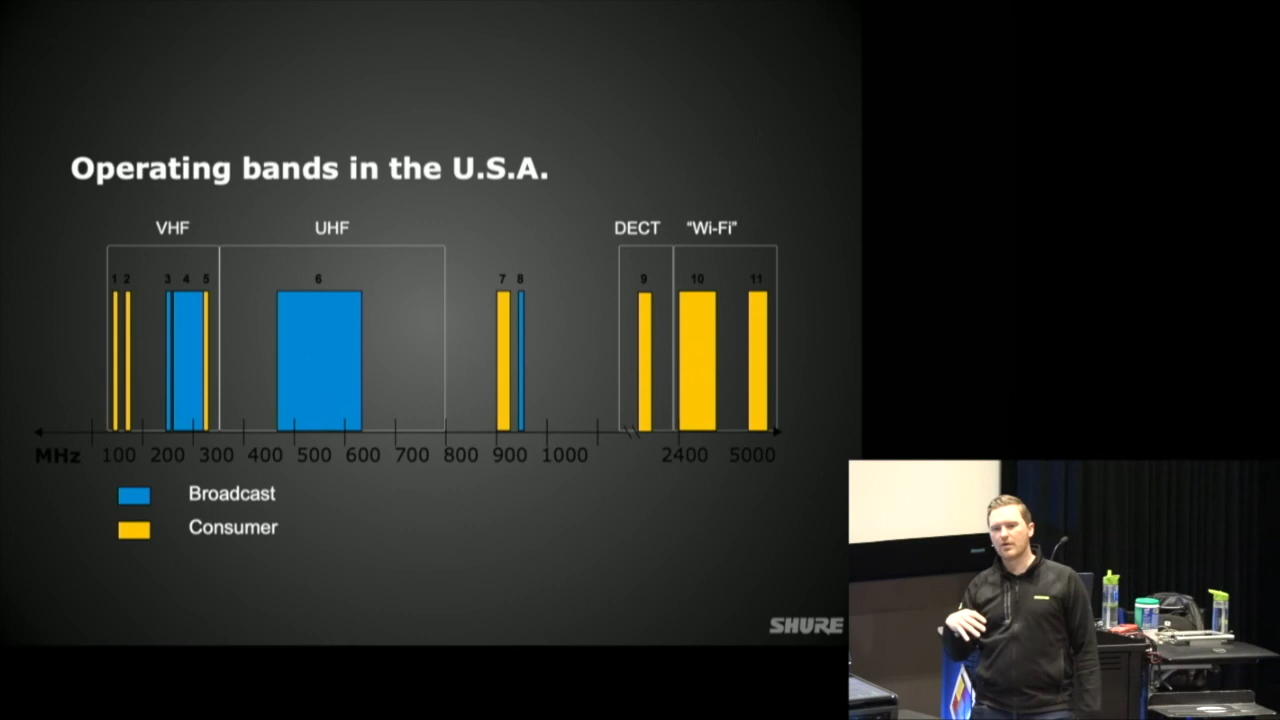 Operating bands in the U.S.A.
VHF UHF DECT "Wi-Fi"
1 2 3 4 5 6 7 8 9 10 11
MHz 100 200 300 400 500 600 700 800 900 1000 2400 5000
Broadcast
Consumer
SHURE